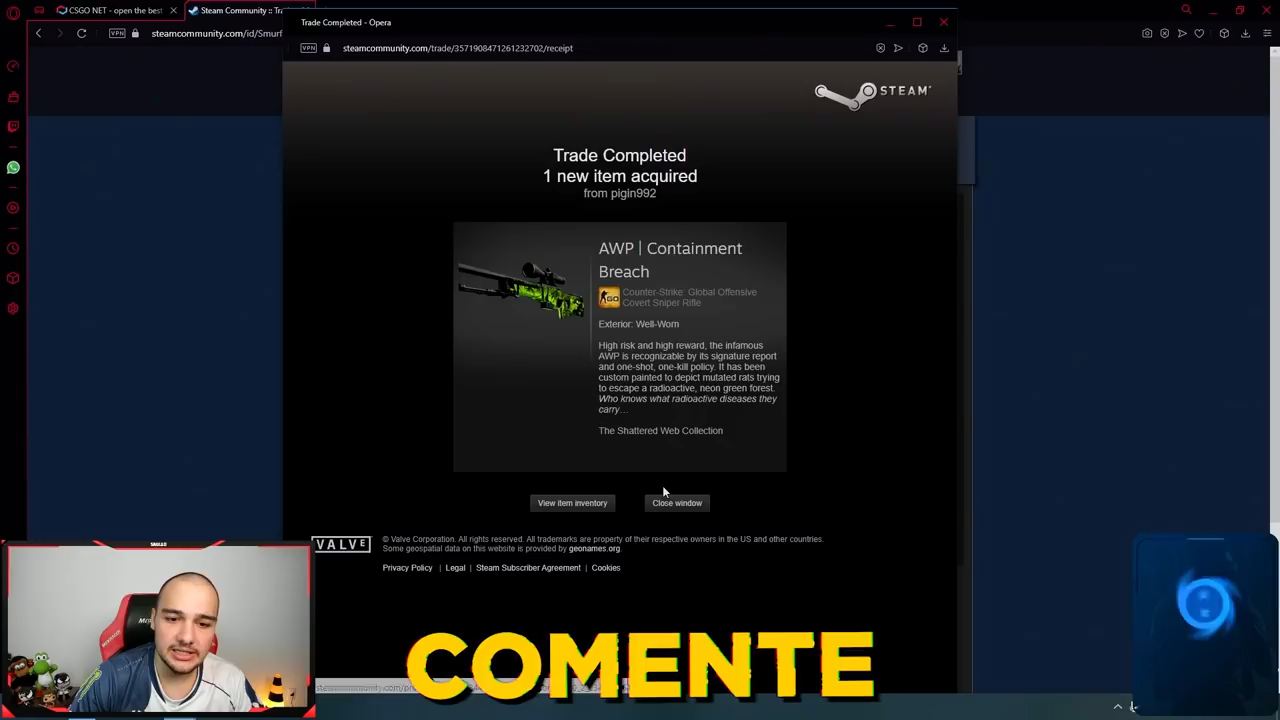 CSGO NET - open the best
Steam Community :: Tr
VPN steamcommunity.com/id/Smurf
Trade Completed - Opera
VPN steamcommunity.com/trade/3571908471261232702/receipt
STEAM
Trade Completed
1 new item acquired
from pigin992
AWP | Containment
Breach
GO
Counter-Strike: Global Offensive
Covert Sniper Rifle
Exterior: Well-Worn
High risk and high reward, the infamous
AWP is recognizable by its signature report
and one-shot, one-kill policy. It has been
custom painted to depict mutated rats trying
to escape a radioactive, neon green forest.
Who knows what radioactive diseases they
carry…
The Shattered Web Collection
View item inventory
Close window
VALVE
© Valve Corporation. All rights reserved. All trademarks are property of their respective owners in the US and other countries.
Some geospatial data on this website is provided by geonames.org.
Privacy Policy | Legal | Steam Subscriber Agreement | Cookies
COMENTE